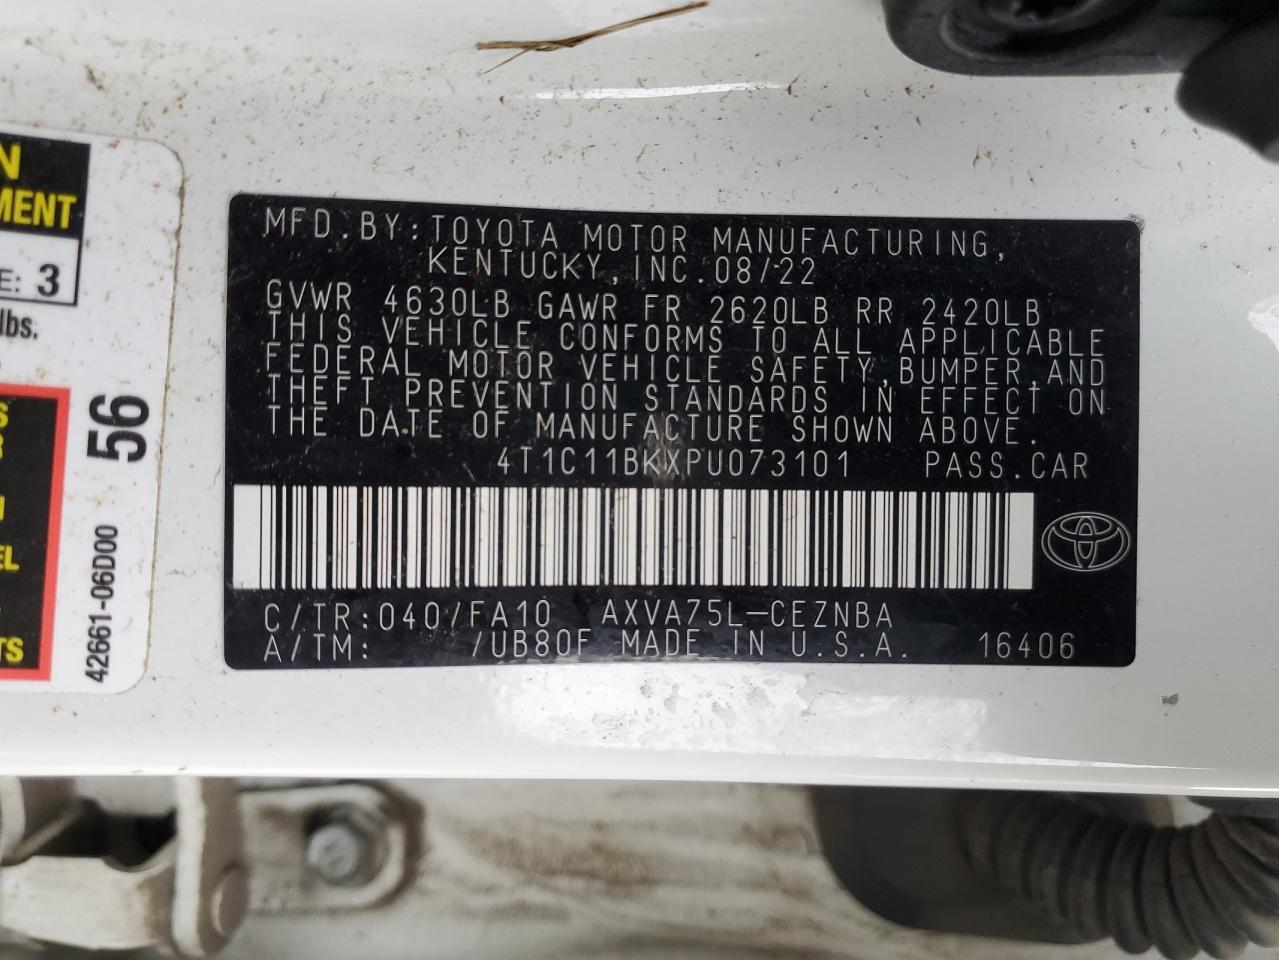 N
MENT
E: 3
lbs.
S
R
N
EL
TS
56
42661-06D00
MFD.BY:TOYOTA MOTOR MANUFACTURING,
KENTUCKY, INC.08/22
GVWR 4630LB GAWR FR 2620LB RR 2420LB
THIS VEHICLE CONFORMS TO ALL APPLICABLE
FEDERAL MOTOR VEHICLE SAFETY,BUMPER,AND
THEFT PREVENTION STANDARDS IN EFFECT ON
THE DATE OF MANUFACTURE SHOWN ABOVE.
4T1C11BKXPU073101 PASS.CAR
C/TR:040/FA10 AXVA75L-CEZNBA
A/TM: /UB80F MADE IN U.S.A. 16406